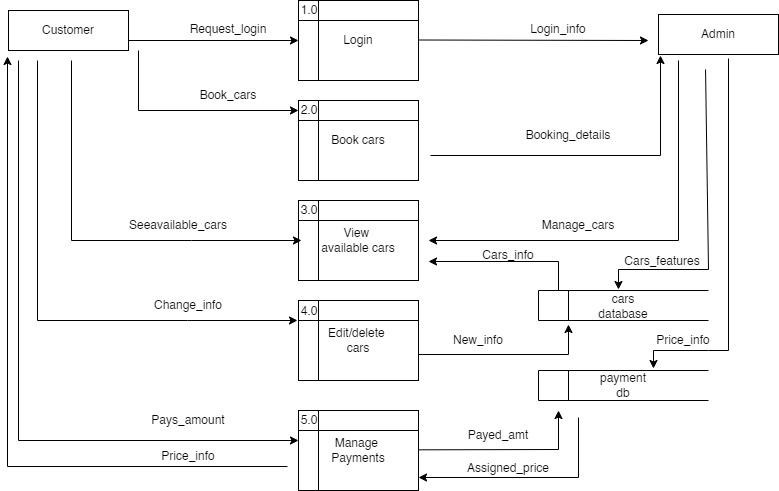 1.0
Customer
Request_login
Login
Login_info
Admin
Book_cars
2.0
Book cars
Booking_details
3.0
Seeavailable_cars
View
available cars
Manage_cars
Cars_info
Cars_features
cars
database
Change_info
4.0
Edit/delete
cars
New_info
Price_info
payment
db
Pays_amount
5.0
Manage
Payments
Payed_amt
Price_info
Assigned_price